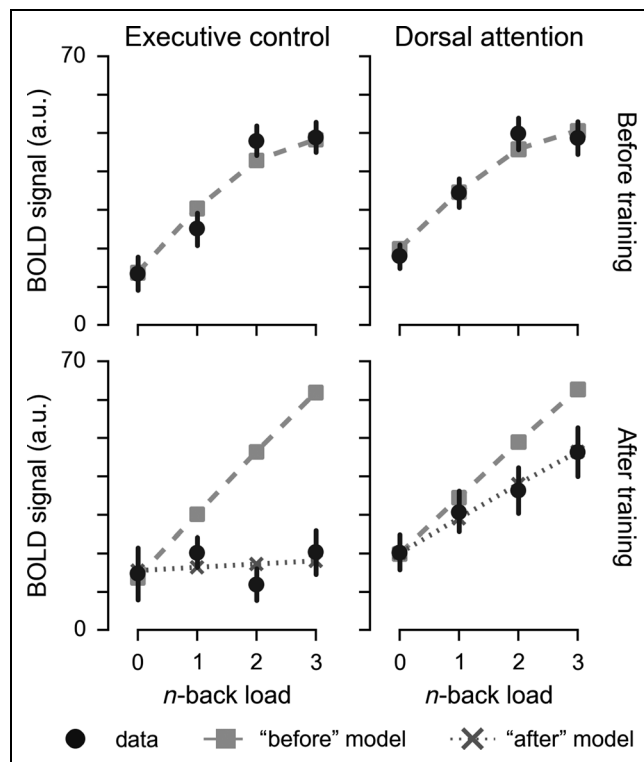 Executive control
Dorsal attention
70
BOLD signal (a.u.)
0
Before training
70
BOLD signal (a.u.)
0
After training
0 1 2 3
0 1 2 3
n-back load
n-back load
data
"before" model
"after" model